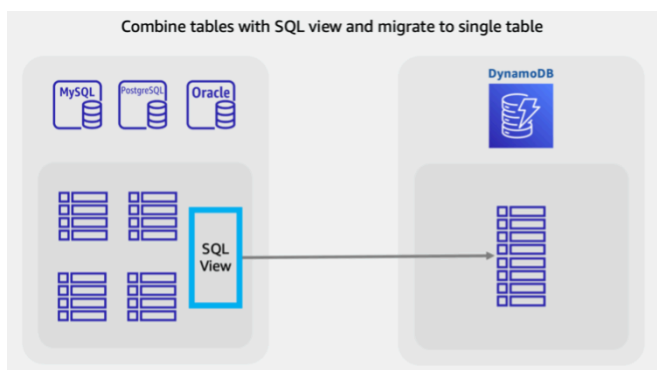 Combine tables with SQL view and migrate to single table
MySQL
PostgreSQL
Oracle
SQL
View
DynamoDB